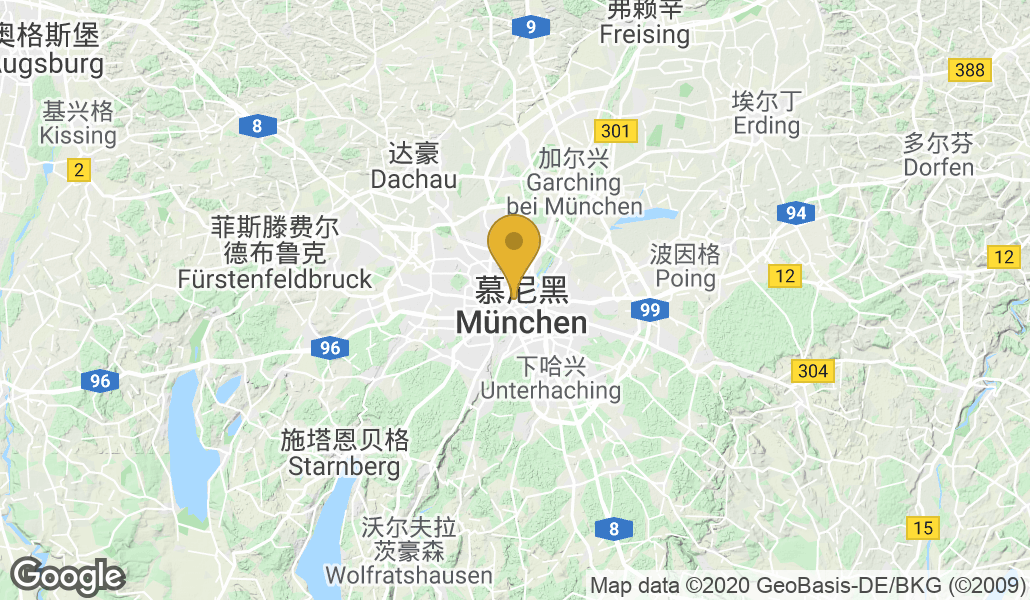 弗赖辛
Freising
9
奥格斯堡
Augsburg
388
基兴格
Kissing
埃尔丁
Erding
8
301
多尔芬
Dorfen
2
达豪
Dachau
加尔兴
Garching
bei München
菲斯滕费尔
德布鲁克
Fürstenfeldbruck
94
波因格
Poing
12
12
慕尼黑
München
99
96
96
下哈兴
Unterhaching
304
施塔恩贝格
Starnberg
沃尔夫拉
茨豪森
Wolfratshausen
8
15
Google
Map data ©2020 GeoBasis-DE/BKG (©2009)